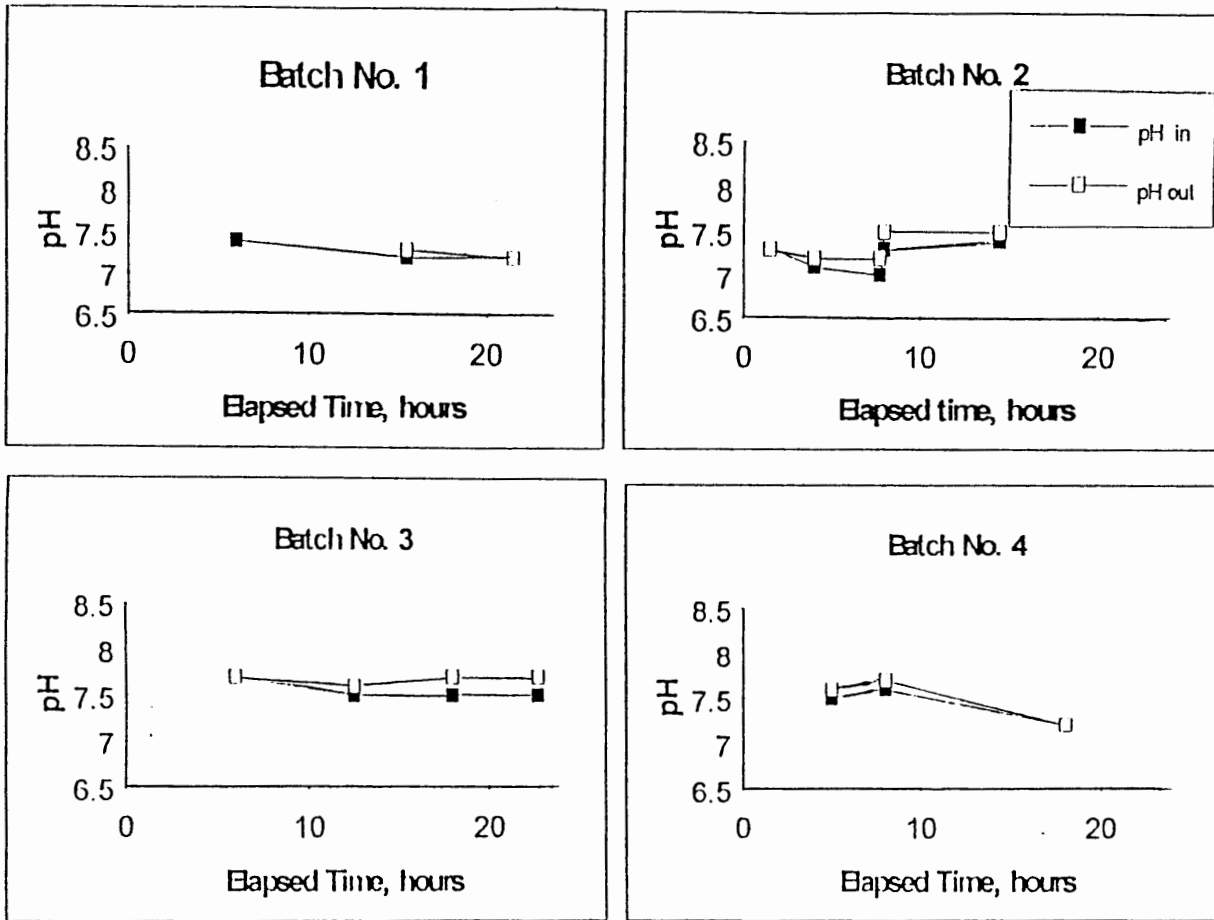 Batch No. 1
8.5
8
7.5
7
6.5
pH
0 10 20
Elapsed Time, hours
Batch No. 2
pH in
pH out
8.5
8
7.5
7
6.5
pH
0 10 20
Elapsed time, hours
Batch No. 3
8.5
8
7.5
7
6.5
pH
0 10 20
Elapsed Time, hours
Batch No. 4
8.5
8
7.5
7
6.5
pH
0 10 20
Elapsed Time, hours